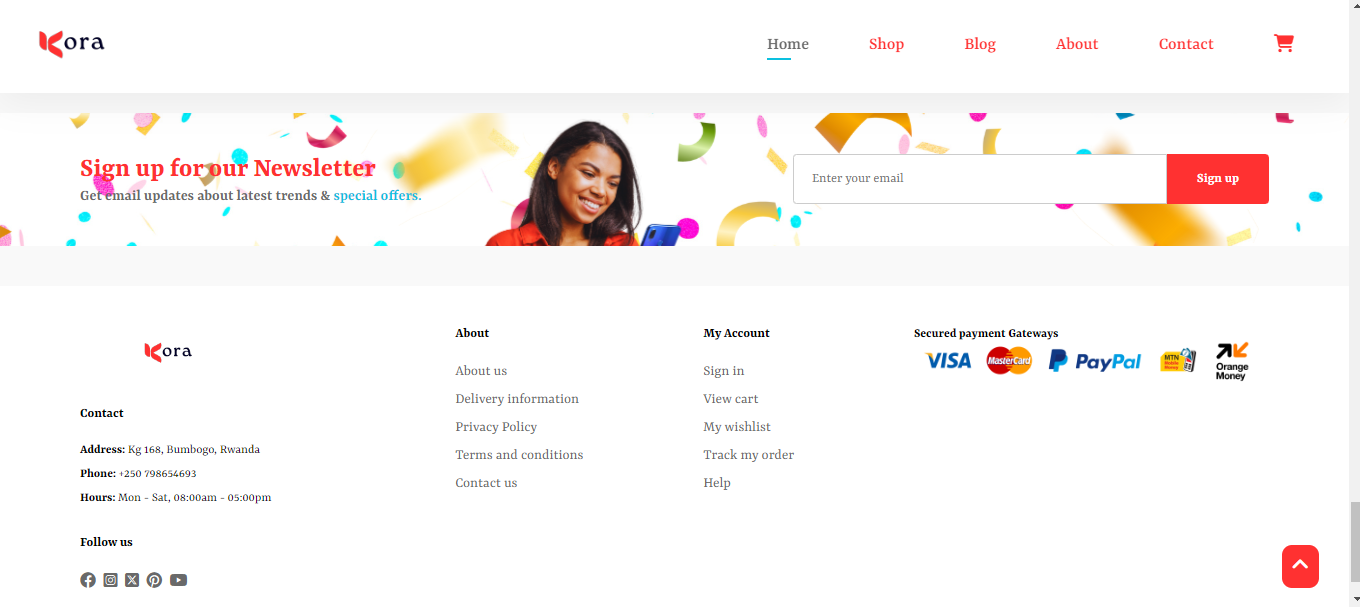 Kora
Home Shop Blog About Contact
Sign up for our Newsletter
Get email updates about latest trends & special offers.
Enter your email
Sign up
Kora
Contact
Address: Kg 168, Bumbogo, Rwanda
Phone: +250 798654693
Hours: Mon - Sat, 08:00am - 05:00pm
Follow us
About
About us
Delivery information
Privacy Policy
Terms and conditions
Contact us
My Account
Sign in
View cart
My wishlist
Track my order
Help
Secured payment Gateways
VISA MasterCard PayPal
MTN
Mobile
Money
Orange
Money